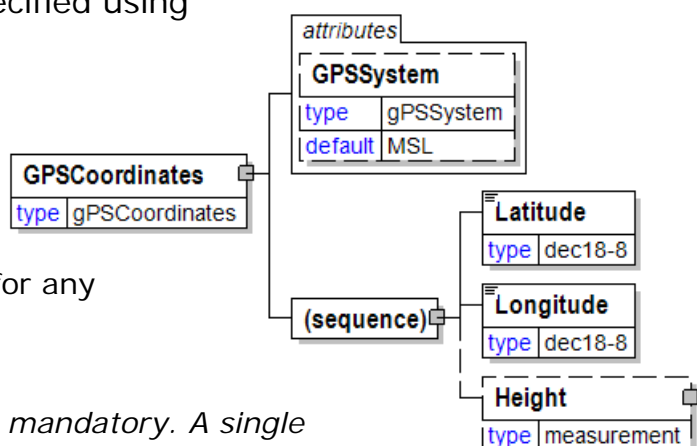 ecified using
attributes
GPSSystem
type gPSSystem
default MSL
GPSCoordinates
type gPSCoordinates
Latitude
type dec18-8
for any
(sequence)
Longitude
type dec18-8
Height
type measurement
mandatory. A single